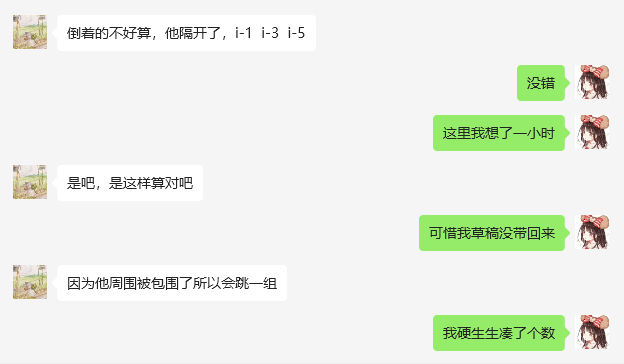 倒着的不好算，他隔开了，i-1  i-3  i-5
没错
这里我想了一小时
是吧，是这样算对吧
可惜我草稿没带回来
因为他周围被包围了所以会跳一组
我硬生生凑了个数